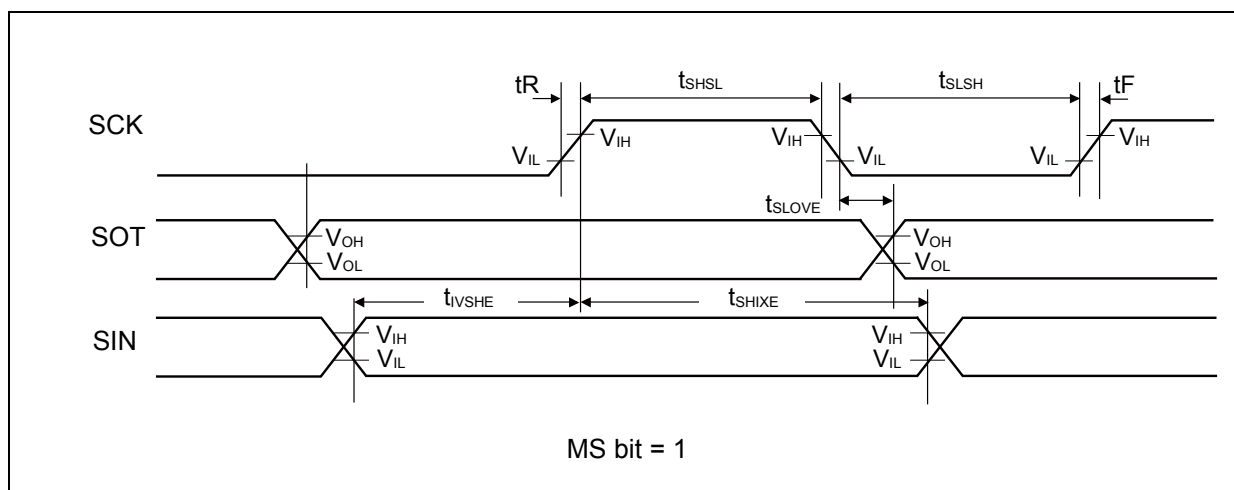 tR tSHSL tSLSH tF
SCK
VIH VIH VIH
VIL VIL VIL
tSLOVE
SOT
VOH VOH
VOL VOL
tIVSHE tSHIXE
SIN
VIH VIH
VIL VIL
MS bit = 1